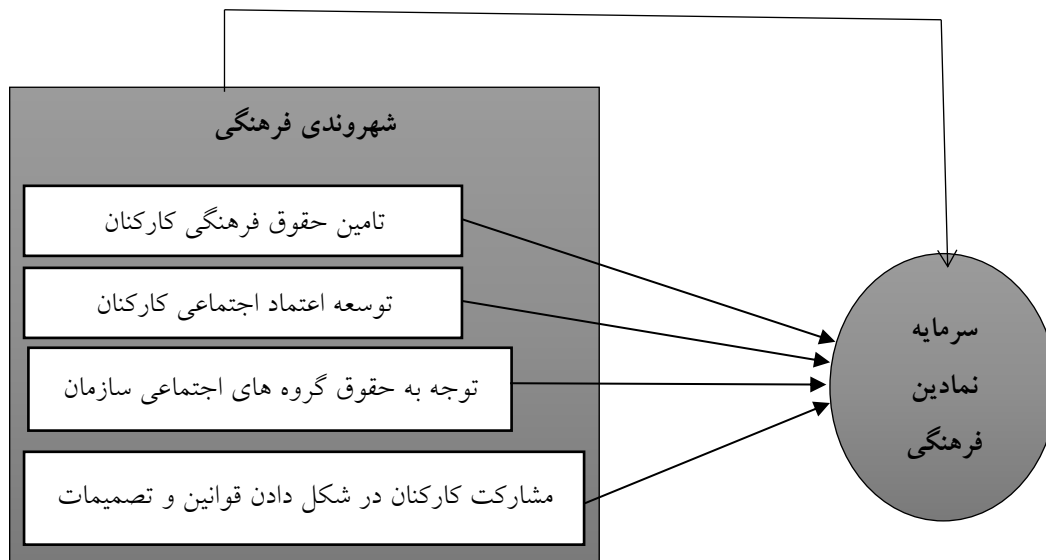 شهروندی فرهنگی
تامین حقوق فرهنگی کارکنان
توسعه اعتماد اجتماعی کارکنان
توجه به حقوق گروه های اجتماعی سازمان
مشارکت کارکنان در شکل دادن قوانین و تصمیمات
سرمایه
نمادین
فرهنگی